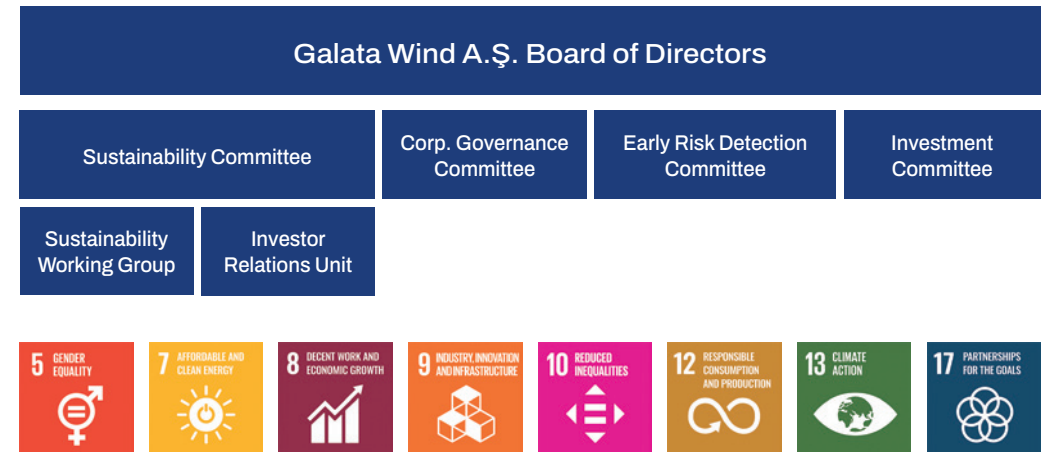 Galata Wind A.Ş. Board of Directors
Sustainability Committee
Corp. Governance
Committee
Early Risk Detection
Committee
Investment
Committee
Sustainability
Working Group
Investor
Relations Unit
5 GENDER
EQUALITY
7 AFFORDABLE AND
CLEAN ENERGY
8 DECENT WORK AND
ECONOMIC GROWTH
9 INDUSTRY, INNOVATION
AND INFRASTRUCTURE
10 REDUCED
INEQUALITIES
12 RESPONSIBLE
CONSUMPTION
AND PRODUCTION
13 CLIMATE
ACTION
17 PARTNERSHIPS
FOR THE GOALS